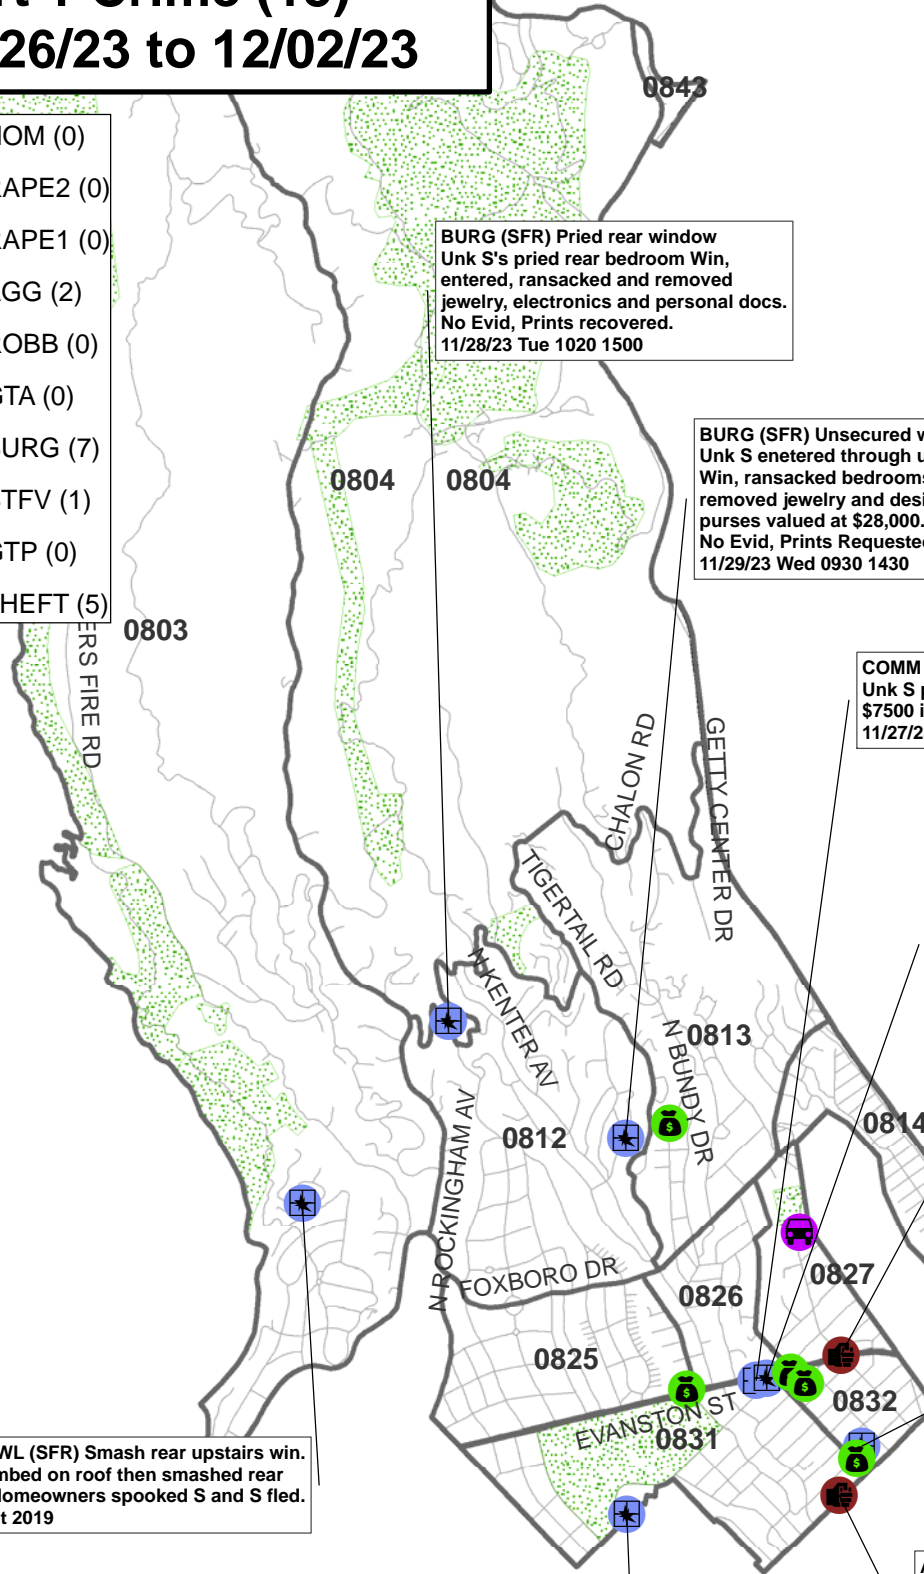 26/23 to 12/02/23
OM (0)
APE2 (0)
APE1 (0)
GG (2)
OBB (0)
TA (0)
URG (7)
TFV (1)
TP (0)
HEFT (5)
0843
BURG (SFR) Pried rear window
Unk S's pried rear bedroom Win,
entered, ransacked and removed
jewelry, electronics and personal docs.
No Evid, Prints recovered.
11/28/23 Tue 1020 1500
BURG (SFR) Unsecured w
Unk S enetered through u
Win, ransacked bedrooms
removed jewelry and desi
purses valued at $28,000.
No Evid, Prints Requested
11/29/23 Wed 0930 1430
0804
0804
0803
ERS FIRE RD
COMM
Unk S p
$7500 i
11/27/2
CHALON RD
GETTY CENTER DR
TIGERTAIL RD
N KENTER AV
N BUNDY DR
0813
0814
0812
N ROCKINGHAM AV
FOXBORO DR
0827
0826
0825
0832
EVANSTON ST
0831
WL (SFR) Smash rear upstairs win.
mbed on roof then smashed rear
Homeowners spooked S and S fled.
t 2019